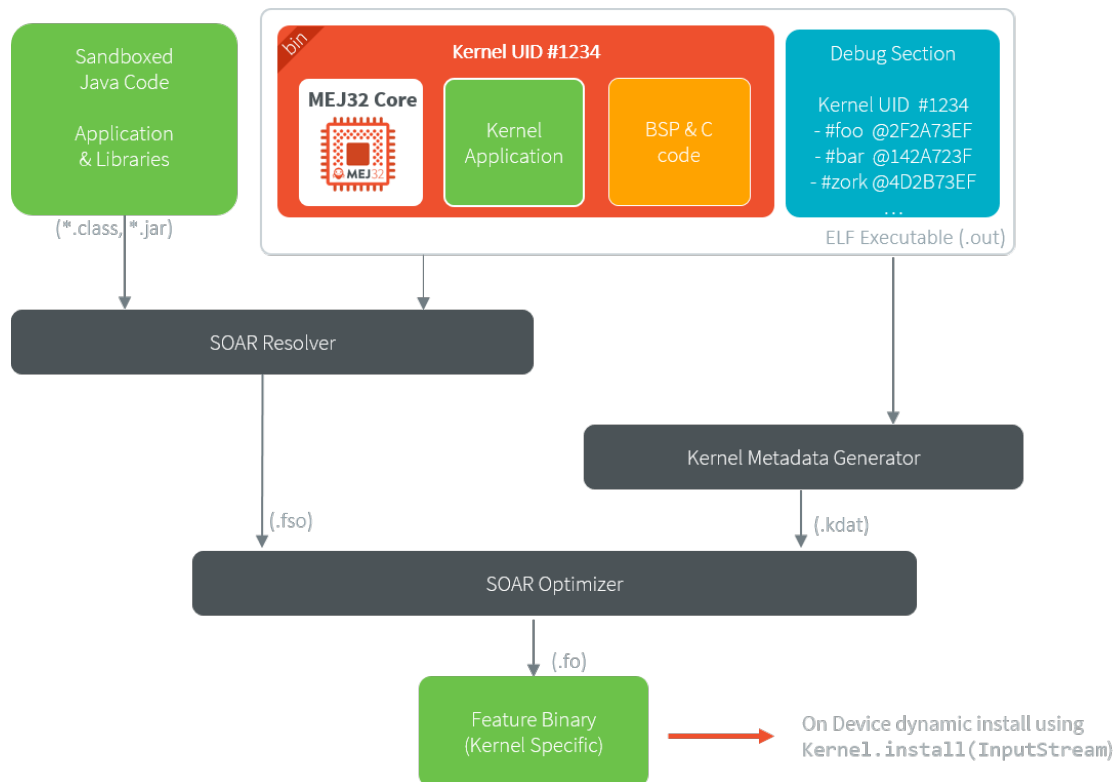 Sandboxed
Java Code
Application
& Libraries
(*.class, *.jar)
bin
Kernel UID #1234
MEJ32 Core
MEJ32
Kernel
Application
BSP & C
code
Debug Section
Kernel UID #1234
- #foo @2F2A73EF
- #bar @142A723F
- #zork @4D2B73EF
...
ELF Executable (.out)
SOAR Resolver
Kernel Metadata Generator
(.fso)
(.kdat)
SOAR Optimizer
(.fo)
Feature Binary
(Kernel Specific)
On Device dynamic install using
Kernel.install(InputStream)